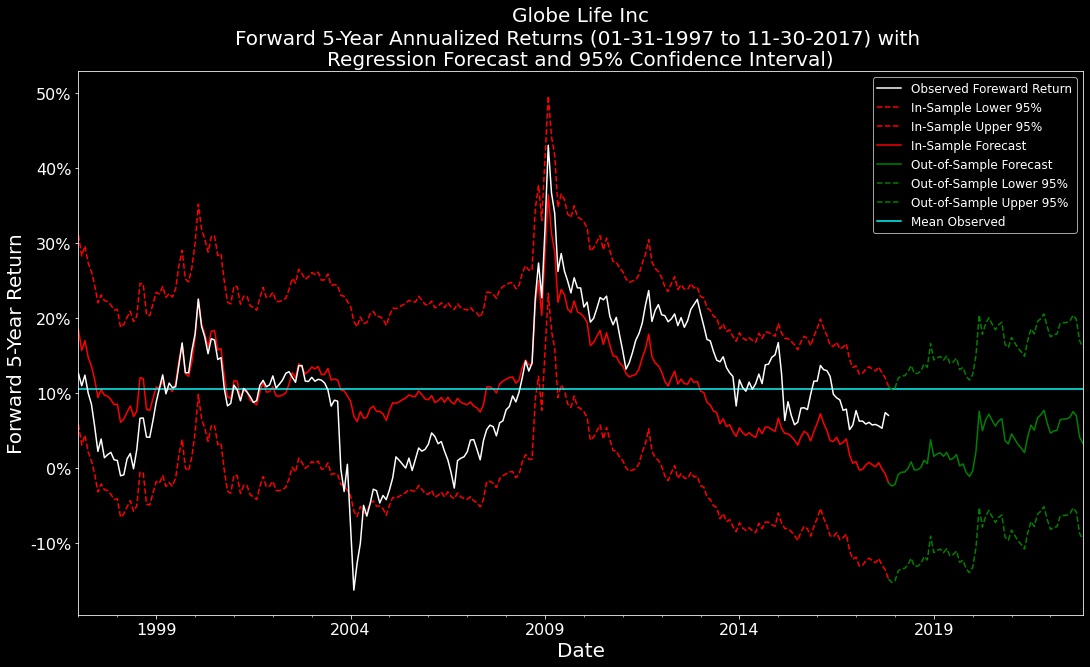 Globe Life Inc
Forward 5-Year Annualized Returns (01-31-1997 to 11-30-2017) with
Regression Forecast and 95% Confidence Interval)
Forward 5-Year Return
50%
40%
30%
20%
10%
0%
-10%
Observed Foreward Return
In-Sample Lower 95%
In-Sample Upper 95%
In-Sample Forecast
Out-of-Sample Forecast
Out-of-Sample Lower 95%
Out-of-Sample Upper 95%
Mean Observed
1999 2004 2009 2014 2019
Date